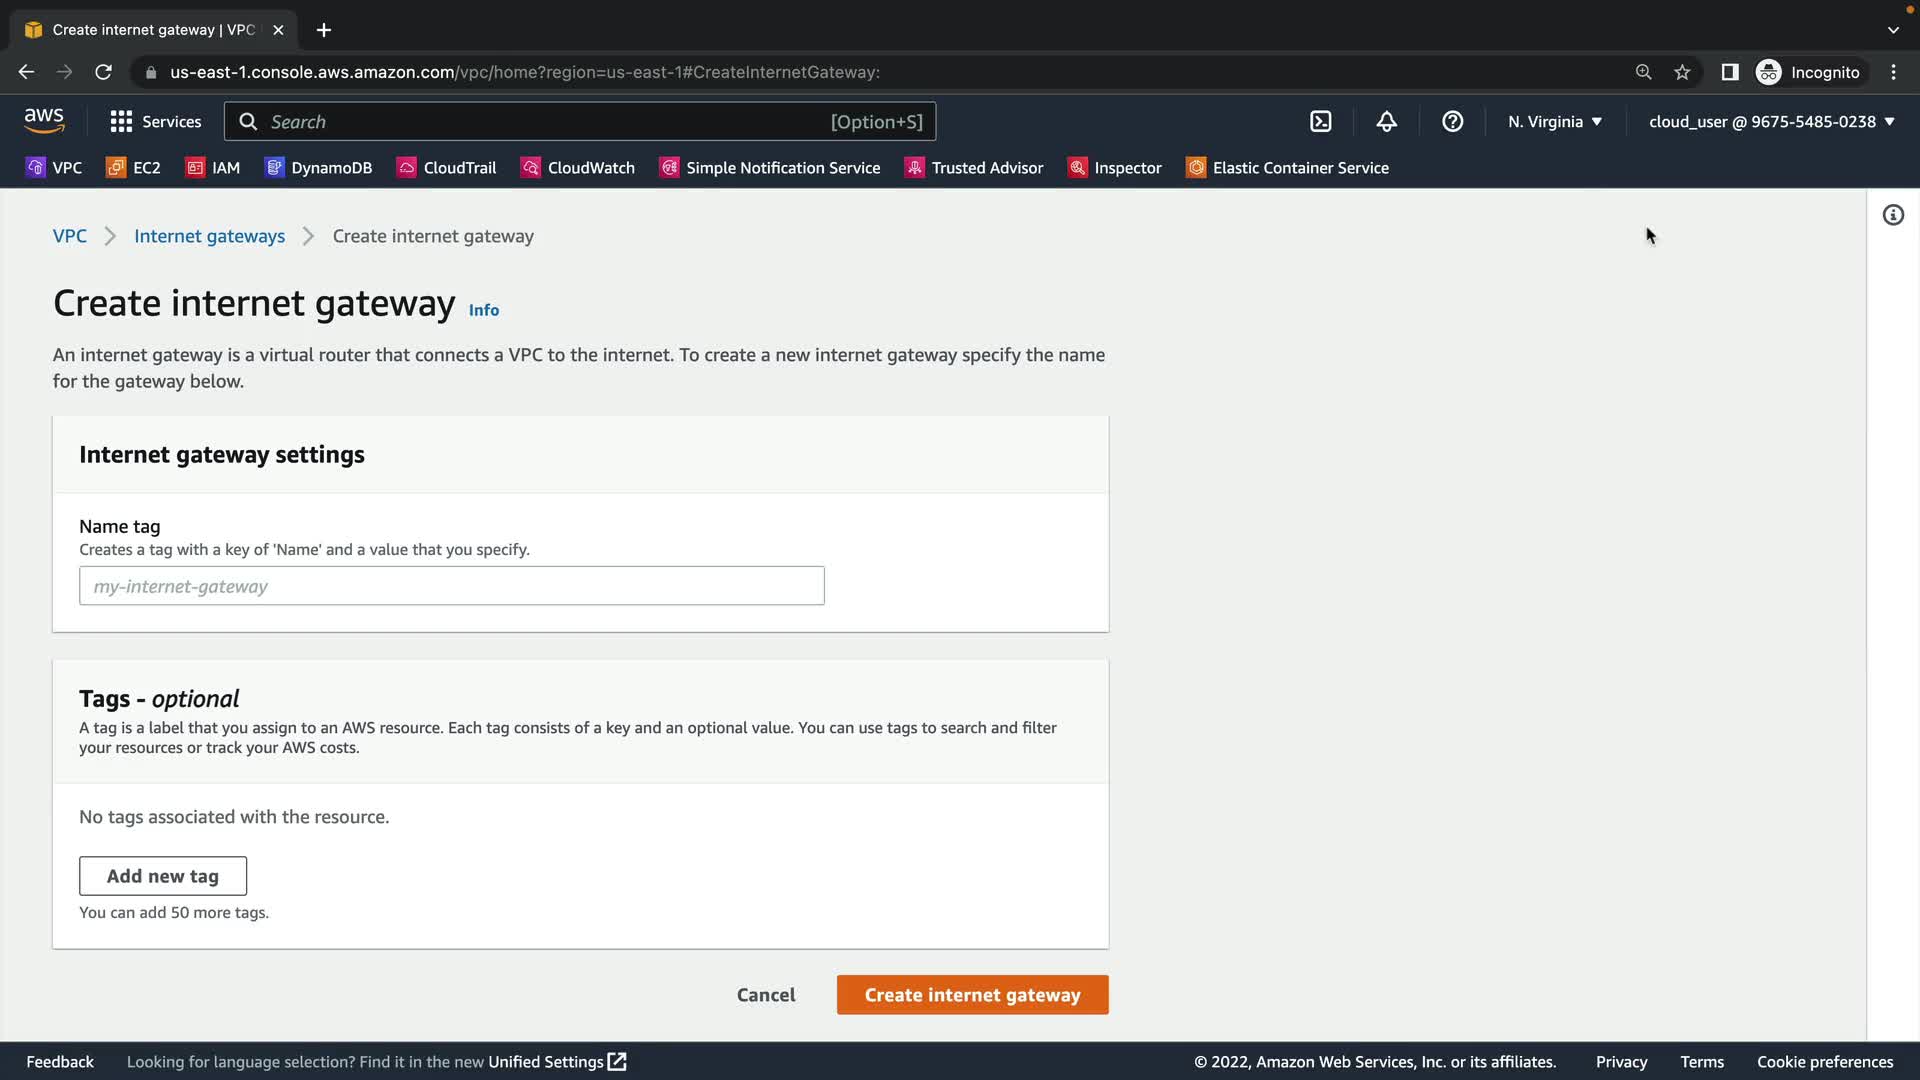 Create internet gateway | VPC
us-east-1.console.aws.amazon.com/vpc/home?region=us-east-1#CreateInternetGateway:
Incognito
aws
Services
Search
[Option+S]
N. Virginia
cloud_user @ 9675-5485-0238
VPC
EC2
IAM
DynamoDB
CloudTrail
CloudWatch
Simple Notification Service
Trusted Advisor
Inspector
Elastic Container Service
VPC
Internet gateways
Create internet gateway
Create internet gateway Info
An internet gateway is a virtual router that connects a VPC to the internet. To create a new internet gateway specify the name
for the gateway below.
Internet gateway settings
Name tag
Creates a tag with a key of 'Name' and a value that you specify.
my-internet-gateway
Tags - optional
A tag is a label that you assign to an AWS resource. Each tag consists of a key and an optional value. You can use tags to search and filter
your resources or track your AWS costs.
No tags associated with the resource.
Add new tag
You can add 50 more tags.
Cancel
Create internet gateway
Feedback
Looking for language selection? Find it in the new Unified Settings
© 2022, Amazon Web Services, Inc. or its affiliates.
Privacy
Terms
Cookie preferences